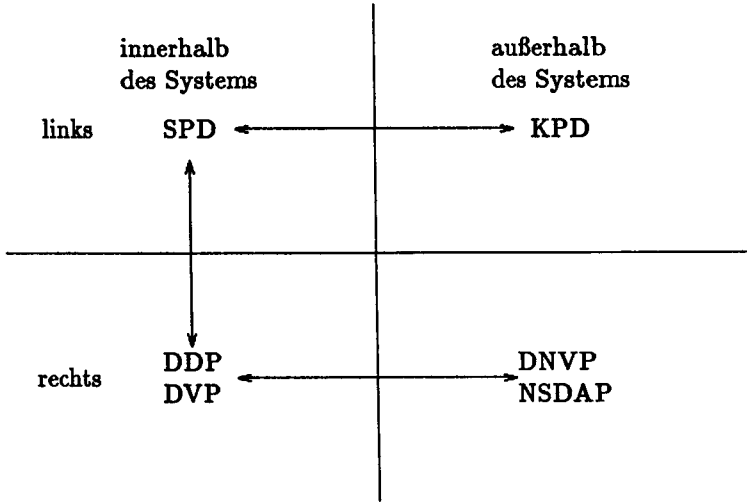 innerhalb
des Systems
außerhalb
des Systems
links
SPD
KPD
rechts
DDP
DVP
DNVP
NSDAP